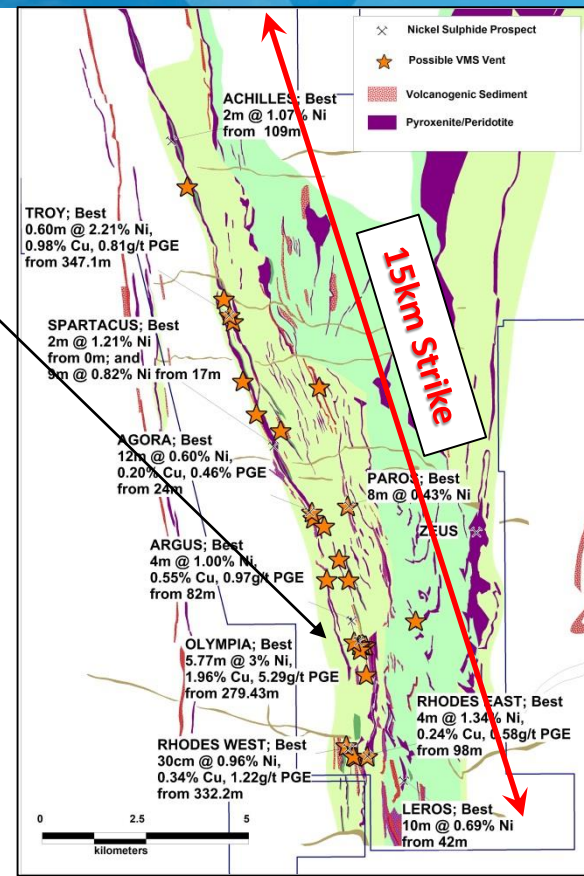 Nickel Sulphide Prospect
Possible VMS Vent
Volcanogenic Sediment
Pyroxenite/Peridotite
ACHILLES; Best
2m @ 1.07% Ni
from 109m
TROY; Best
0.60m @ 2.21% Ni,
0.98% Cu, 0.81g/t PGE
from 347.1m
15km Strike
SPARTACUS; Best
2m @ 1.21% Ni
from 0m; and
9m @ 0.82% Ni from 17m
AGORA; Best
12m @ 0.60% Ni,
0.20% Cu, 0.46% PGE
from 24m
PAROS; Best
8m @ 0.43% Ni
ZEUS
ARGUS; Best
4m @ 1.00% Ni,
0.55% Cu, 0.97g/t PGE
from 82m
OLYMPIA; Best
5.77m @ 3% Ni,
1.96% Cu, 5.29g/t PGE
from 279.43m
RHODES EAST; Best
4m @ 1.34% Ni,
0.24% Cu, 0.58g/t PGE
from 98m
RHODES WEST; Best
30cm @ 0.96% Ni,
0.34% Cu, 1.22g/t PGE
from 332.2m
LEROS; Best
10m @ 0.69% Ni
from 42m
0 2.5 5
kilometers